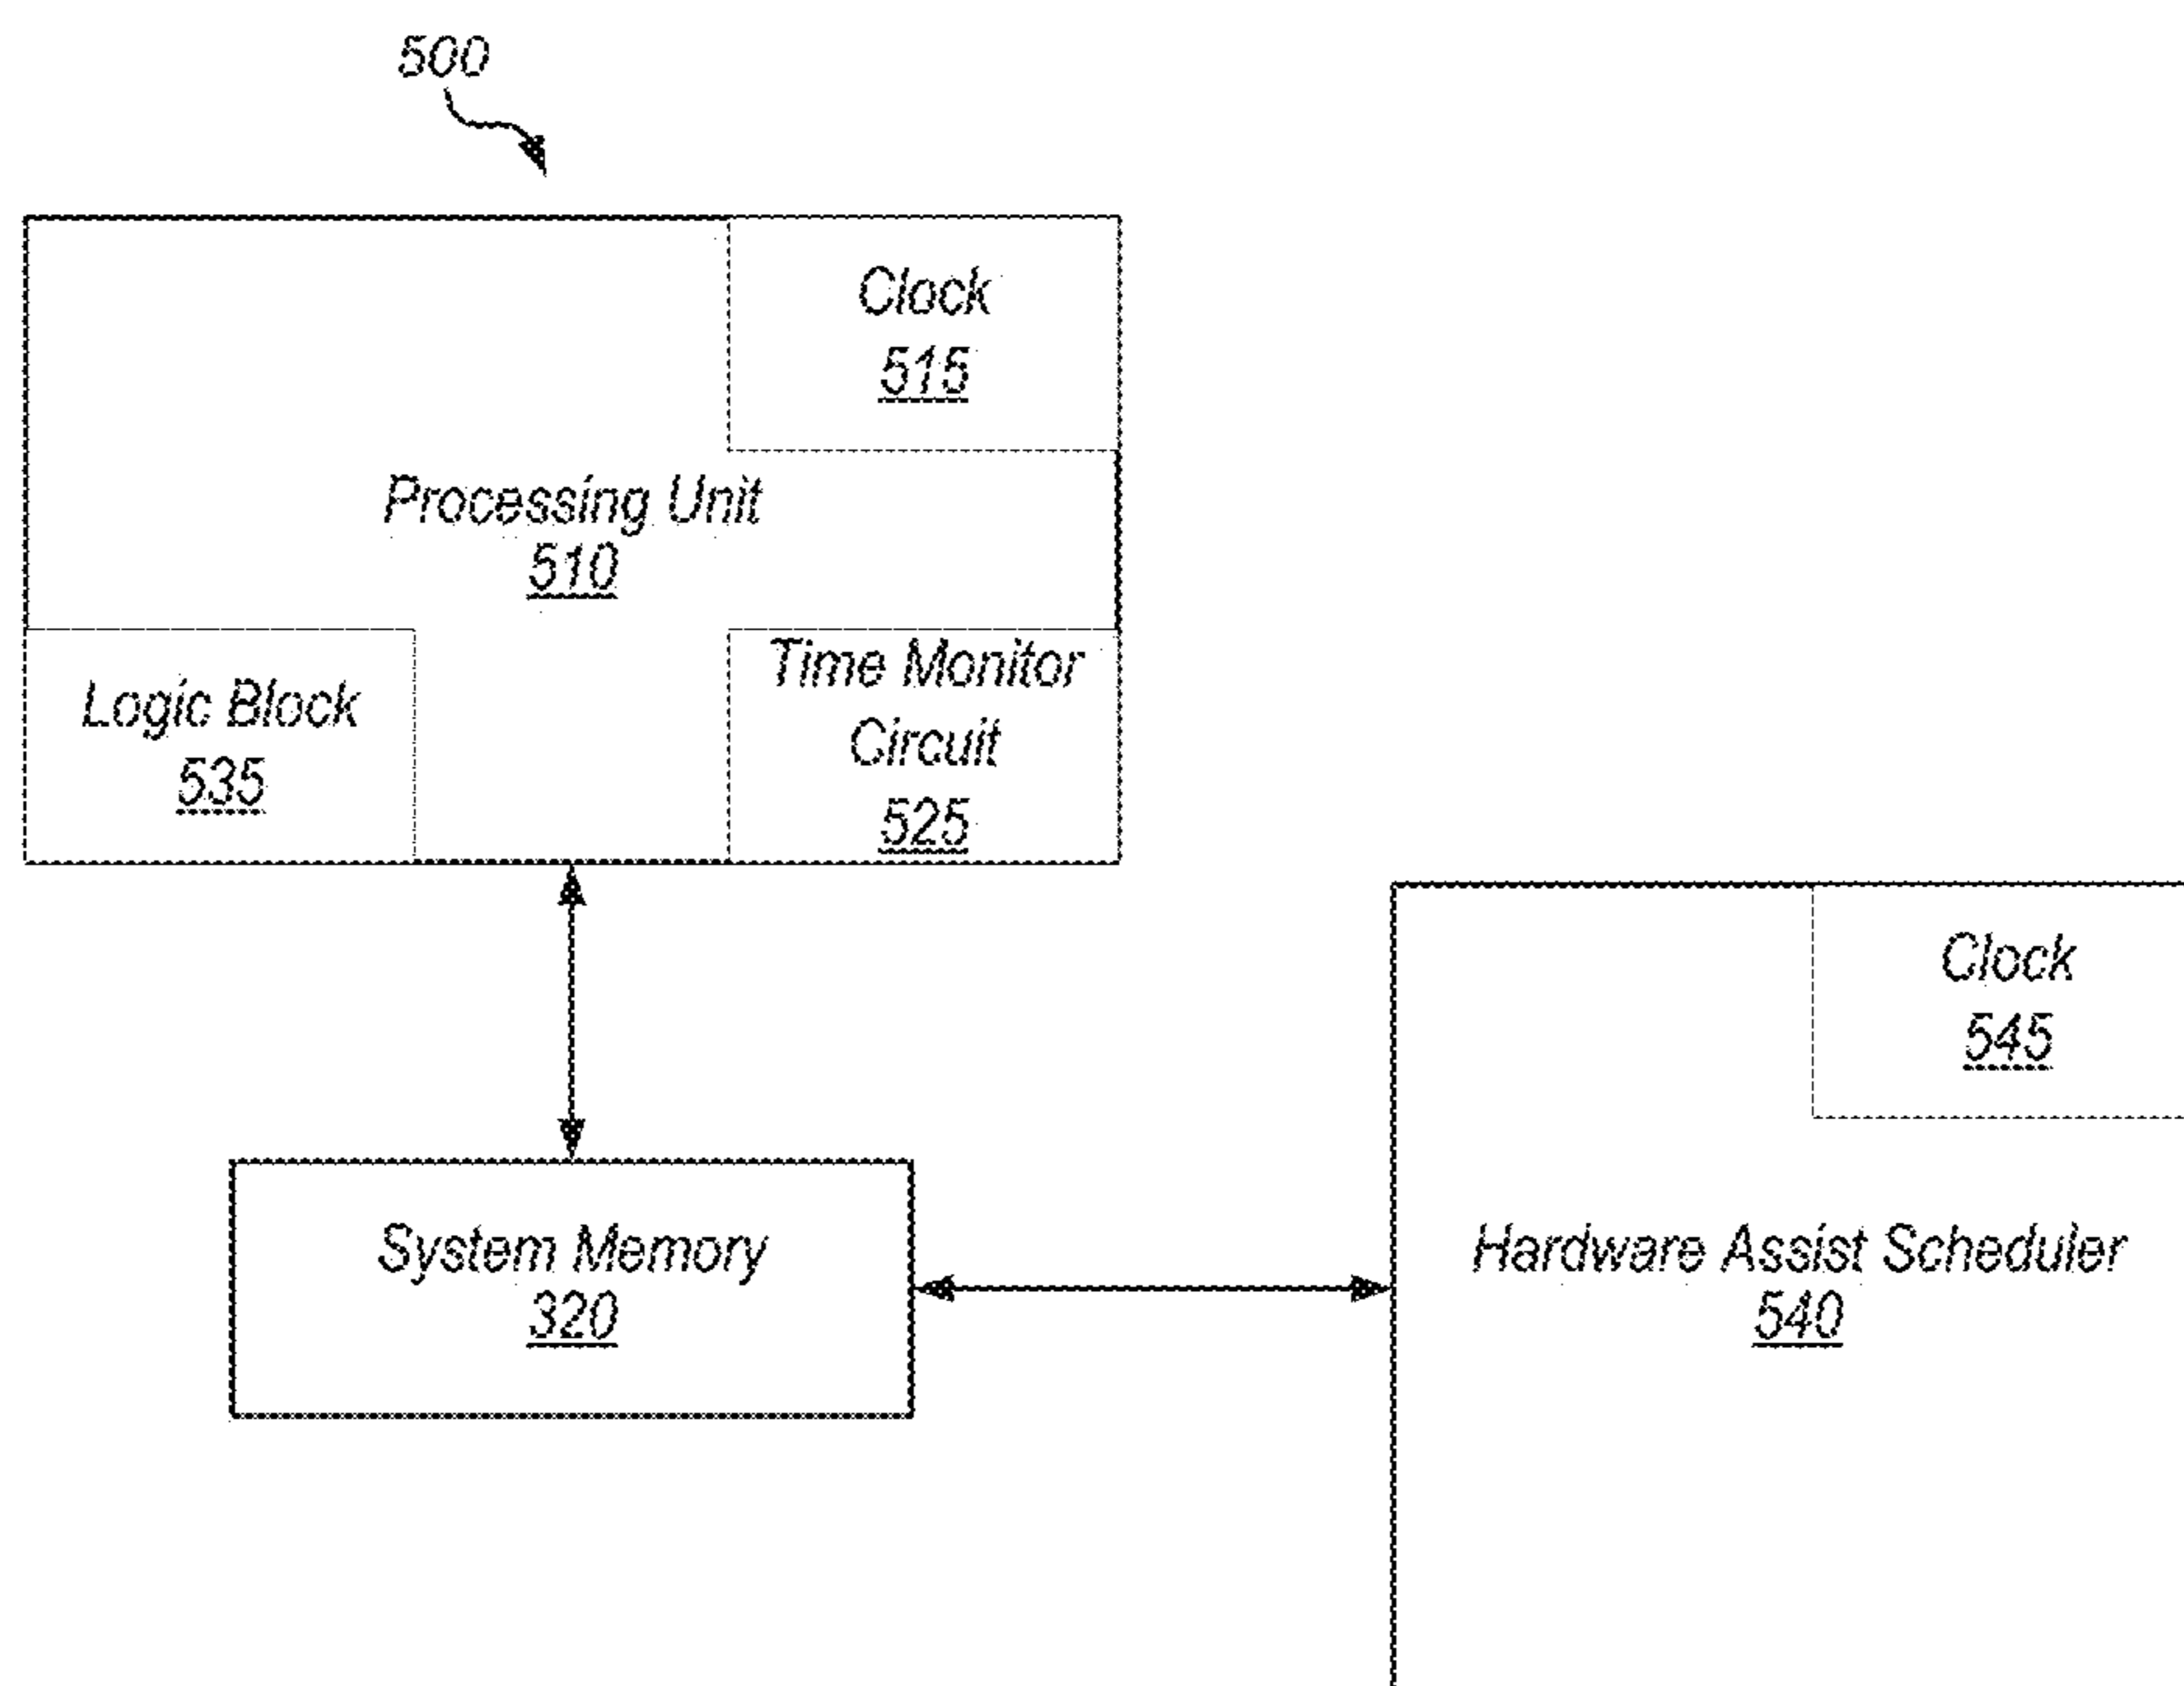 500
Clock
515
Processing Unit
510
Logic Block
535
Time Monitor
Circuit
525
Clock
545
System Memory
320
Hardware Assist Scheduler
540